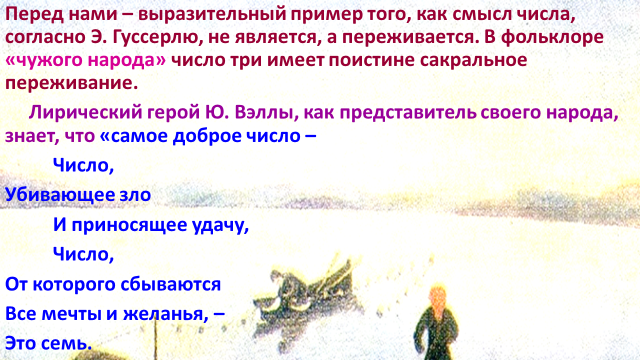 Перед нами – выразительный пример того, как смысл числа,
согласно Э. Гуссерлю, не является, а переживается. В фольклоре
«чужого народа» число три имеет поистине сакральное
переживание.
Лирический герой Ю. Вэллы, как представитель своего народа,
знает, что «самое доброе число –
Число,
Убивающее зло
И приносящее удачу,
Число,
От которого сбываются
Все мечты и желанья, –
Это семь.